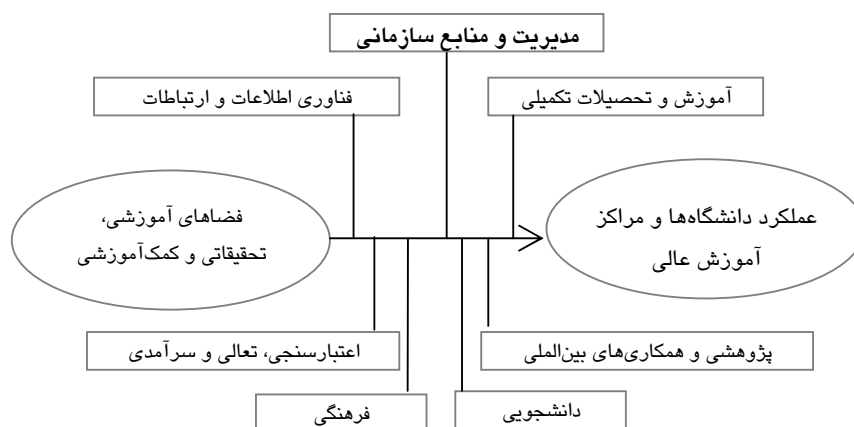 مدیریت و منابع سازمانی
آموزش و تحصیلات تکمیلی
فناوری اطلاعات و ارتباطات
عملکرد دانشگاه‌ها و مراکز
آموزش عالی
فضاهای آموزشی،
تحقیقاتی و کمک‌آموزشی
پژوهشی و همکاری‌های بین‌الملی
اعتبارسنجی، تعالی و سرآمدی
دانشجویی
فرهنگی